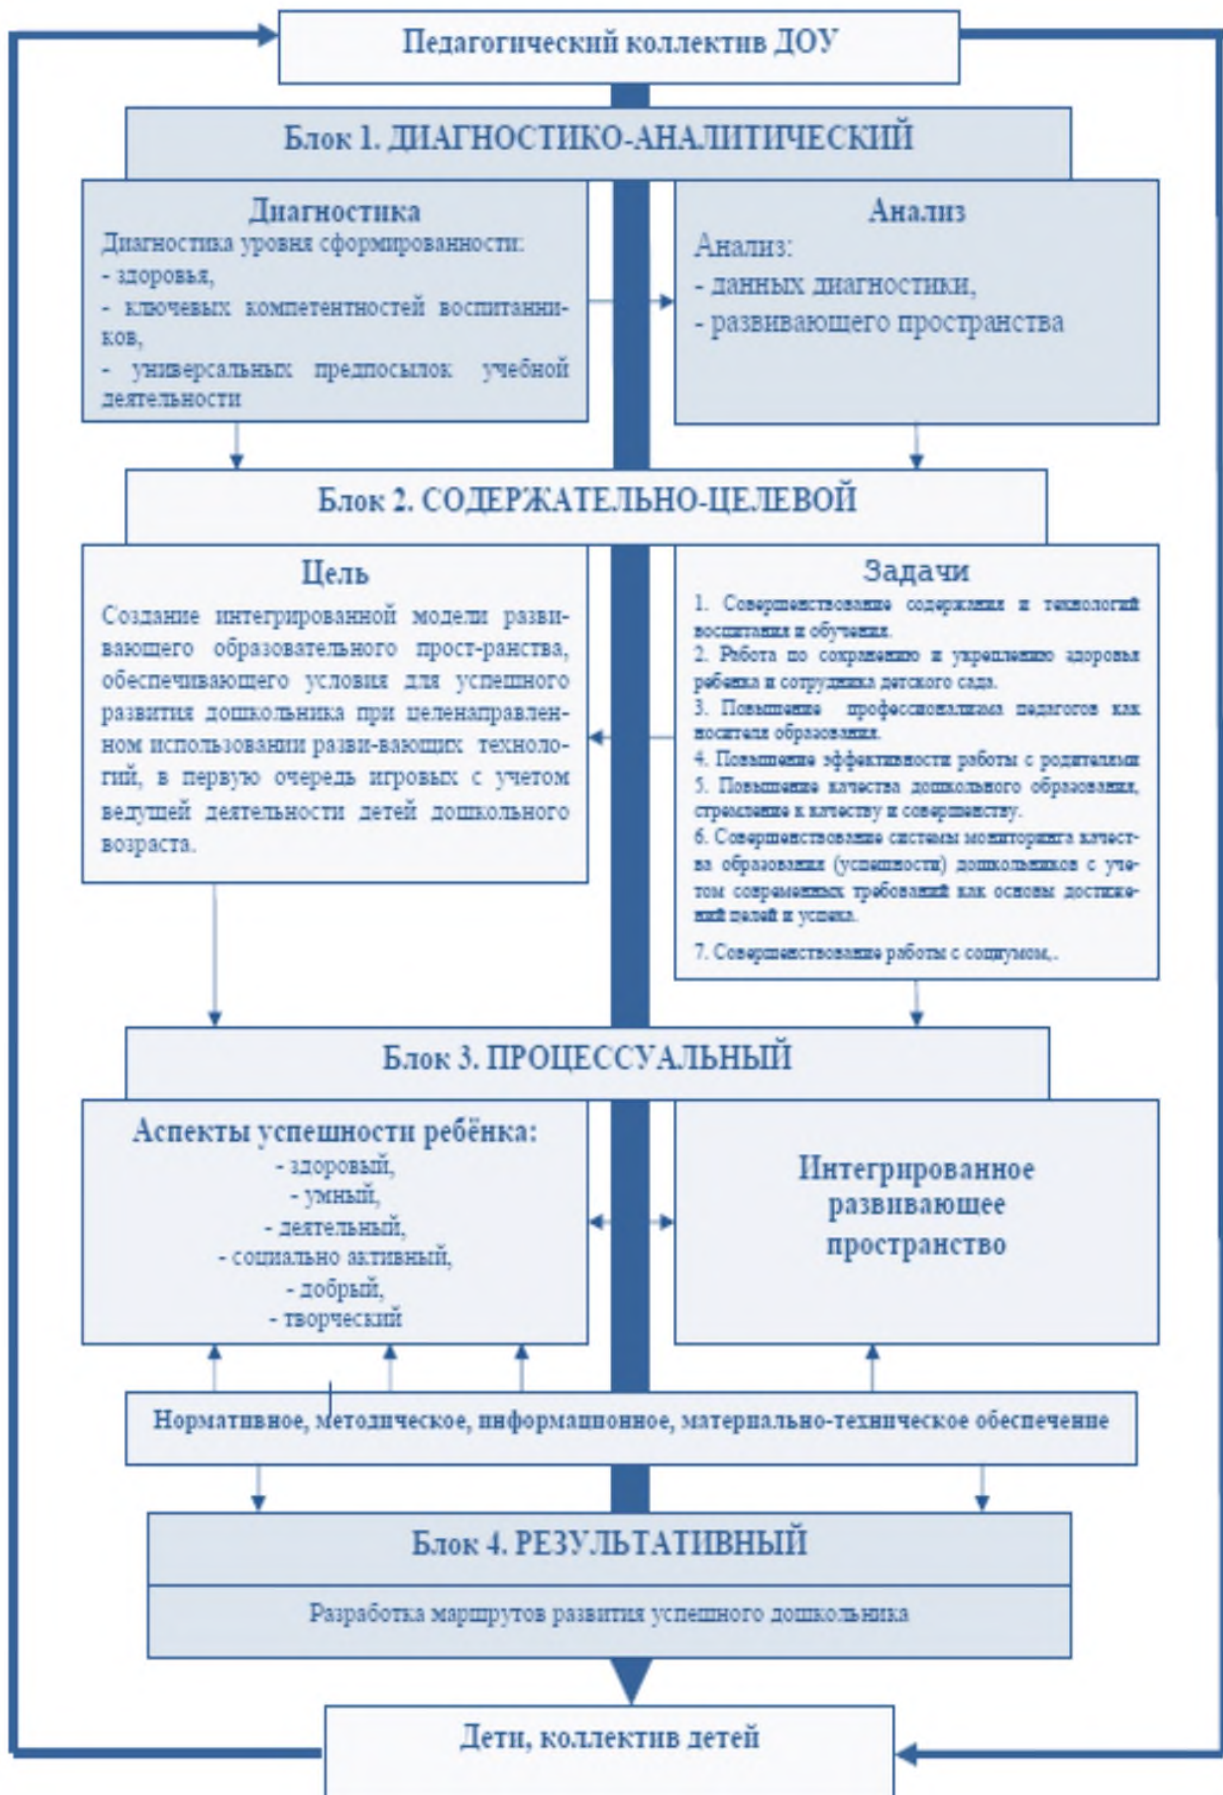 Педагогический коллектив ДОУ
Блок 1. ДИАГНОСТИКО-АНАЛИТИЧЕСКИЙ
Диагностика
Диагностика уровня сформированности:
- здоровья,
- ключевых компетентностей воспитанни-
ков,
- универсальных предпосылок учебной
деятельности
Анализ
Анализ:
- данных диагностики,
- развивающего пространства
Блок 2. СОДЕРЖАТЕЛЬНО-ЦЕЛЕВОЙ
Цель
Создание интегрированной модели разви-
вающего образовательного прост-ранства,
обеспечивающего условия для успешного
развития дошкольника при целенаправлен-
ном использовании разви-вающих техноло-
гий, в первую очередь игровых с учетом
ведущей деятельности детей дошкольного
возраста.
Задачи
1. Совершенствование содержания и технологий
воспитания и обучения.
2. Работа по сохранению и укреплению здоровья
ребенка и сотрудника детского сада.
3. Повышение профессионализма педагогов как
носителя образования.
4. Повышение эффективности работы с родителями
5. Повышение качества дошкольного образования,
стремление к качеству и совершенству.
6. Совершенствование системы мониторинга качест-
ва образования (успешности) дошкольников с уче-
том современных требований как основы достиже-
ний целей и успеха.
7. Совершенствование работы с социумом,.
Блок 3. ПРОЦЕССУАЛЬНЫЙ
Аспекты успешности ребёнка:
- здоровый,
- умный,
- деятельный,
- социально активный,
- добрый,
- творческий
Интегрированное
развивающее
пространство
Нормативное, методическое, информационное, материально-техническое обеспечение
Блок 4. РЕЗУЛЬТАТИВНЫЙ
Разработка маршрутов развития успешного дошкольника
Дети, коллектив детей